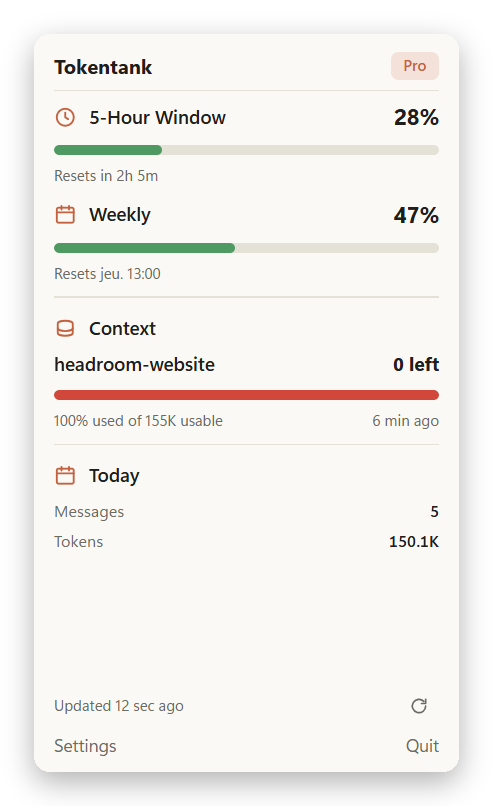 Tokentank Pro
5-Hour Window 28%
Resets in 2h 5m
Weekly 47%
Resets jeu. 13:00
Context
headroom-website 0 left
100% used of 155K usable 6 min ago
Today
Messages 5
Tokens 150.1K
Updated 12 sec ago
Settings Quit